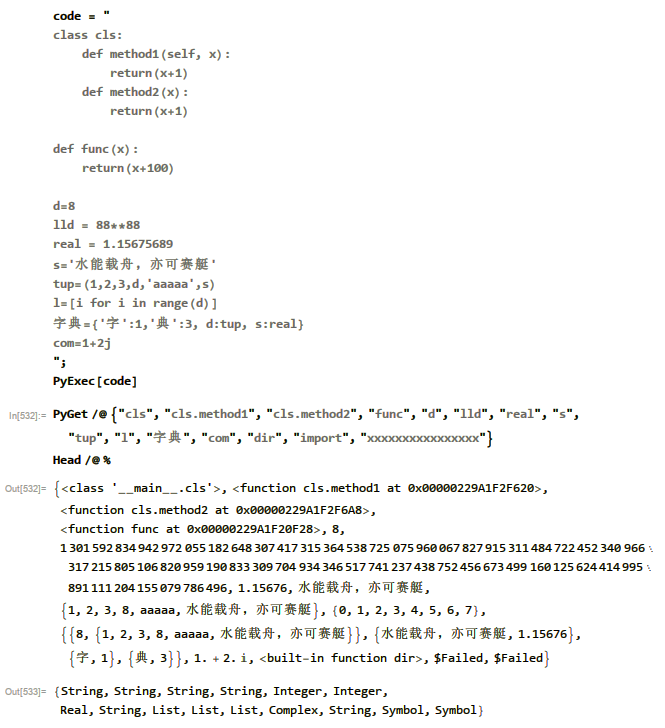 code = "
class cls:
    def method1(self, x):
        return(x+1)
    def method2(x):
        return(x+1)
def func(x):
    return(x+100)
d=8
lld = 88**88
real = 1.15675689
s='水能载舟，亦可赛艇'
tup=(1,2,3,d,'aaaaa',s)
l=[i for i in range(d)]
字典={'字':1,'典':3, d:tup, s:real}
com=1+2j
";
PyExec[code]
In[532]:= PyGet /@ {"cls", "cls.method1", "cls.method2", "func", "d", "lld", "real", "s",
"tup", "l", "字典", "com", "dir", "import", "xxxxxxxxxxxxxxxx"}
Head /@ %
Out[532]= {<class '__main__.cls'>, <function cls.method1 at 0x00000229A1F2F620>,
<function cls.method2 at 0x00000229A1F2F6A8>,
<function func at 0x00000229A1F20F28>, 8,
1 301 592 834 942 972 055 182 648 307 417 315 364 538 725 075 960 067 827 915 311 484 722 452 340 966
317 215 805 106 820 959 190 833 309 704 934 346 517 741 237 438 752 456 673 499 160 125 624 414 995
891 111 204 155 079 786 496, 1.15676, 水能载舟，亦可赛艇,
{1, 2, 3, 8, aaaaa, 水能载舟，亦可赛艇}, {0, 1, 2, 3, 4, 5, 6, 7},
{{8, {1, 2, 3, 8, aaaaa, 水能载舟，亦可赛艇}}, {水能载舟，亦可赛艇, 1.15676},
{字, 1}, {典, 3}}, 1. + 2. i, <built-in function dir>, $Failed, $Failed}
Out[533]= {String, String, String, String, Integer, Integer,
Real, String, List, List, List, Complex, String, Symbol, Symbol}